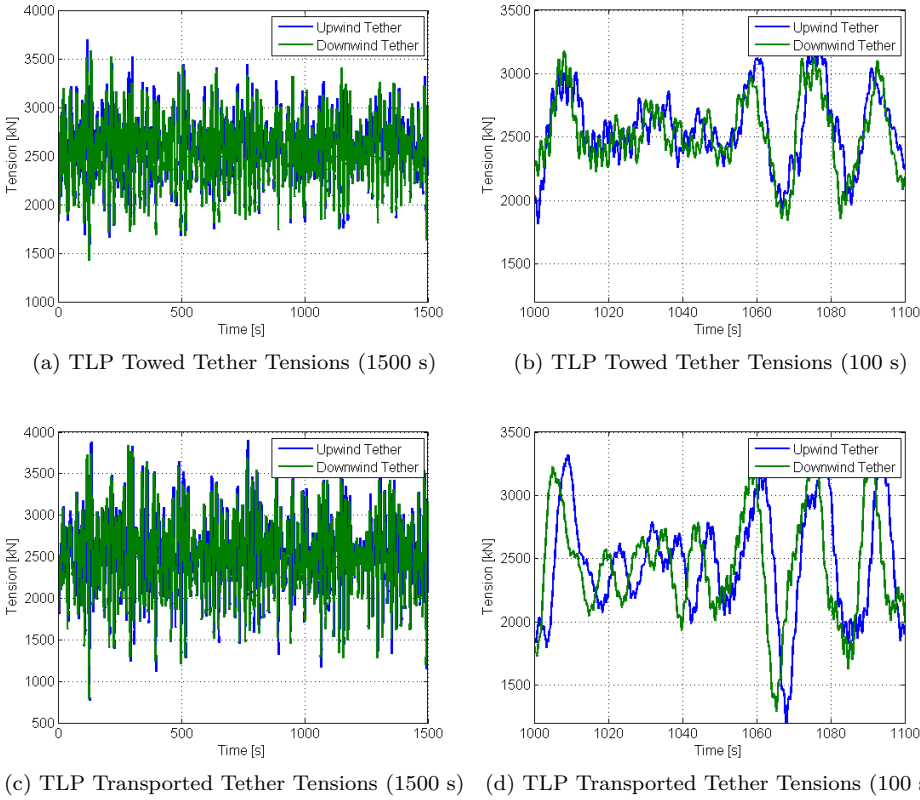 4000
3500
3000
2500
2000
1500
1000
Tension [kN]
Upwind Tether
Downwind Tether
0 500 1000 1500
Time [s]
(a) TLP Towed Tether Tensions (1500 s)
3500
3000
2500
2000
1500
Tension [kN]
Upwind Tether
Downwind Tether
1000 1020 1040 1060 1080 1100
Time [s]
(b) TLP Towed Tether Tensions (100 s)
4000
3500
3000
2500
2000
1500
1000
500
Tension [kN]
Upwind Tether
Downwind Tether
0 500 1000 1500
Time [s]
(c) TLP Transported Tether Tensions (1500 s)
3500
3000
2500
2000
1500
Tension [kN]
Upwind Tether
Downwind Tether
1000 1020 1040 1060 1080 1100
Time [s]
(d) TLP Transported Tether Tensions (100